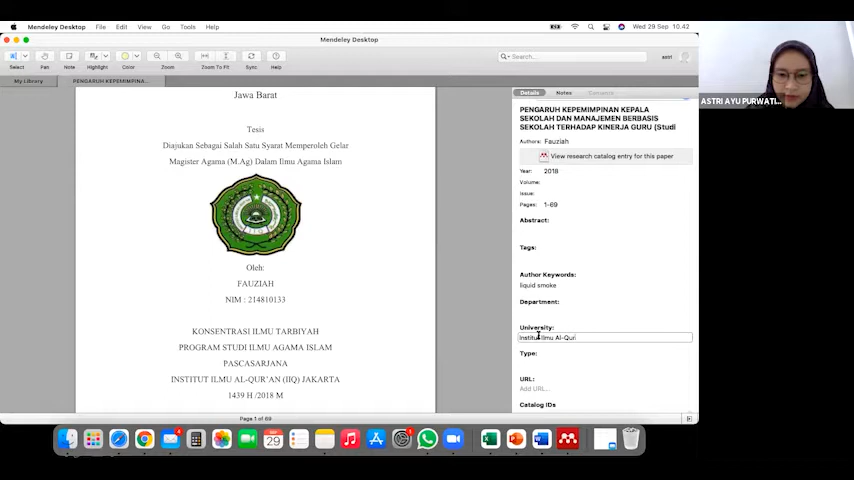 Mendeley Desktop File Edit View Go Tools Help
Wed 29 Sep 10.42
Mendeley Desktop
Search...
astri
Select Pan Note Highlight Color Zoom Zoom To Fit Sync Help
My Library
PENGARUH KEPEMIMPINA...
Jawa Barat
Tesis
Diajukan Sebagai Salah Satu Syarat Memperoleh Gelar
Magister Agama (M.Ag) Dalam Ilmu Agama Islam
Oleh:
FAUZIAH
NIM : 214810133
KONSENTRASI ILMU TARBIYAH
PROGRAM STUDI ILMU AGAMA ISLAM
PASCASARJANA
INSTITUT ILMU AL-QUR'AN (IIQ) JAKARTA
1439 H /2018 M
Page 1 of 69
Details Notes Contents
PENGARUH KEPEMIMPINAN KEPALA
SEKOLAH DAN MANAJEMEN BERBASIS
SEKOLAH TERHADAP KINERJA GURU (Studi
Authors: Fauziah
View research catalog entry for this paper
Year: 2018
Volume:
Issue:
Pages: 1-69
Abstract:
Tags:
Author Keywords:
liquid smoke
Department:
University:
Institut Ilmu Al-Qur
Type:
URL:
Add URL...
Catalog IDs
ASTRI AYU PURWATI...